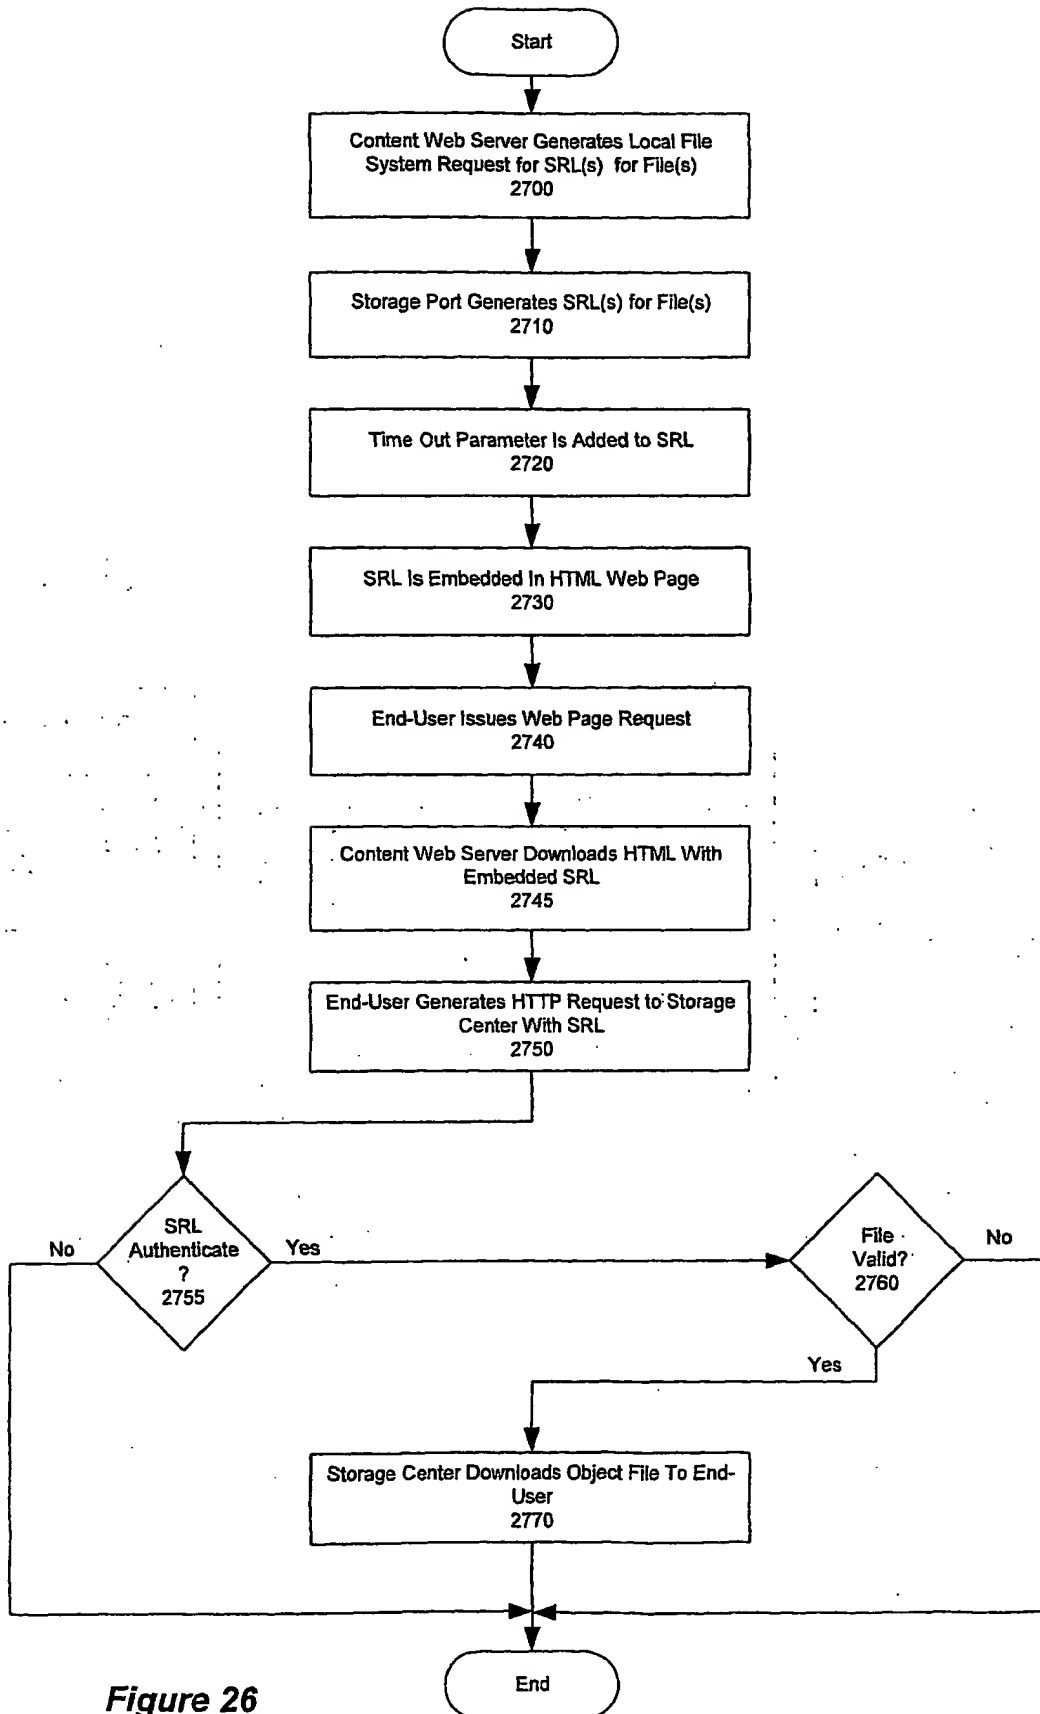 Start
Content Web Server Generates Local File
System Request for SRL(s) for File(s)
2700
Storage Port Generates SRL(s) for File(s)
2710
Time Out Parameter Is Added to SRL
2720
SRL Is Embedded In HTML Web Page
2730
End-User Issues Web Page Request
2740
Content Web Server Downloads HTML With
Embedded SRL
2745
End-User Generates HTTP Request to Storage
Center With SRL
2750
SRL
Authenticate
?
2755
No
Yes
File
Valid?
2760
No
Yes
Storage Center Downloads Object File To End-
User
2770
End
Figure 26